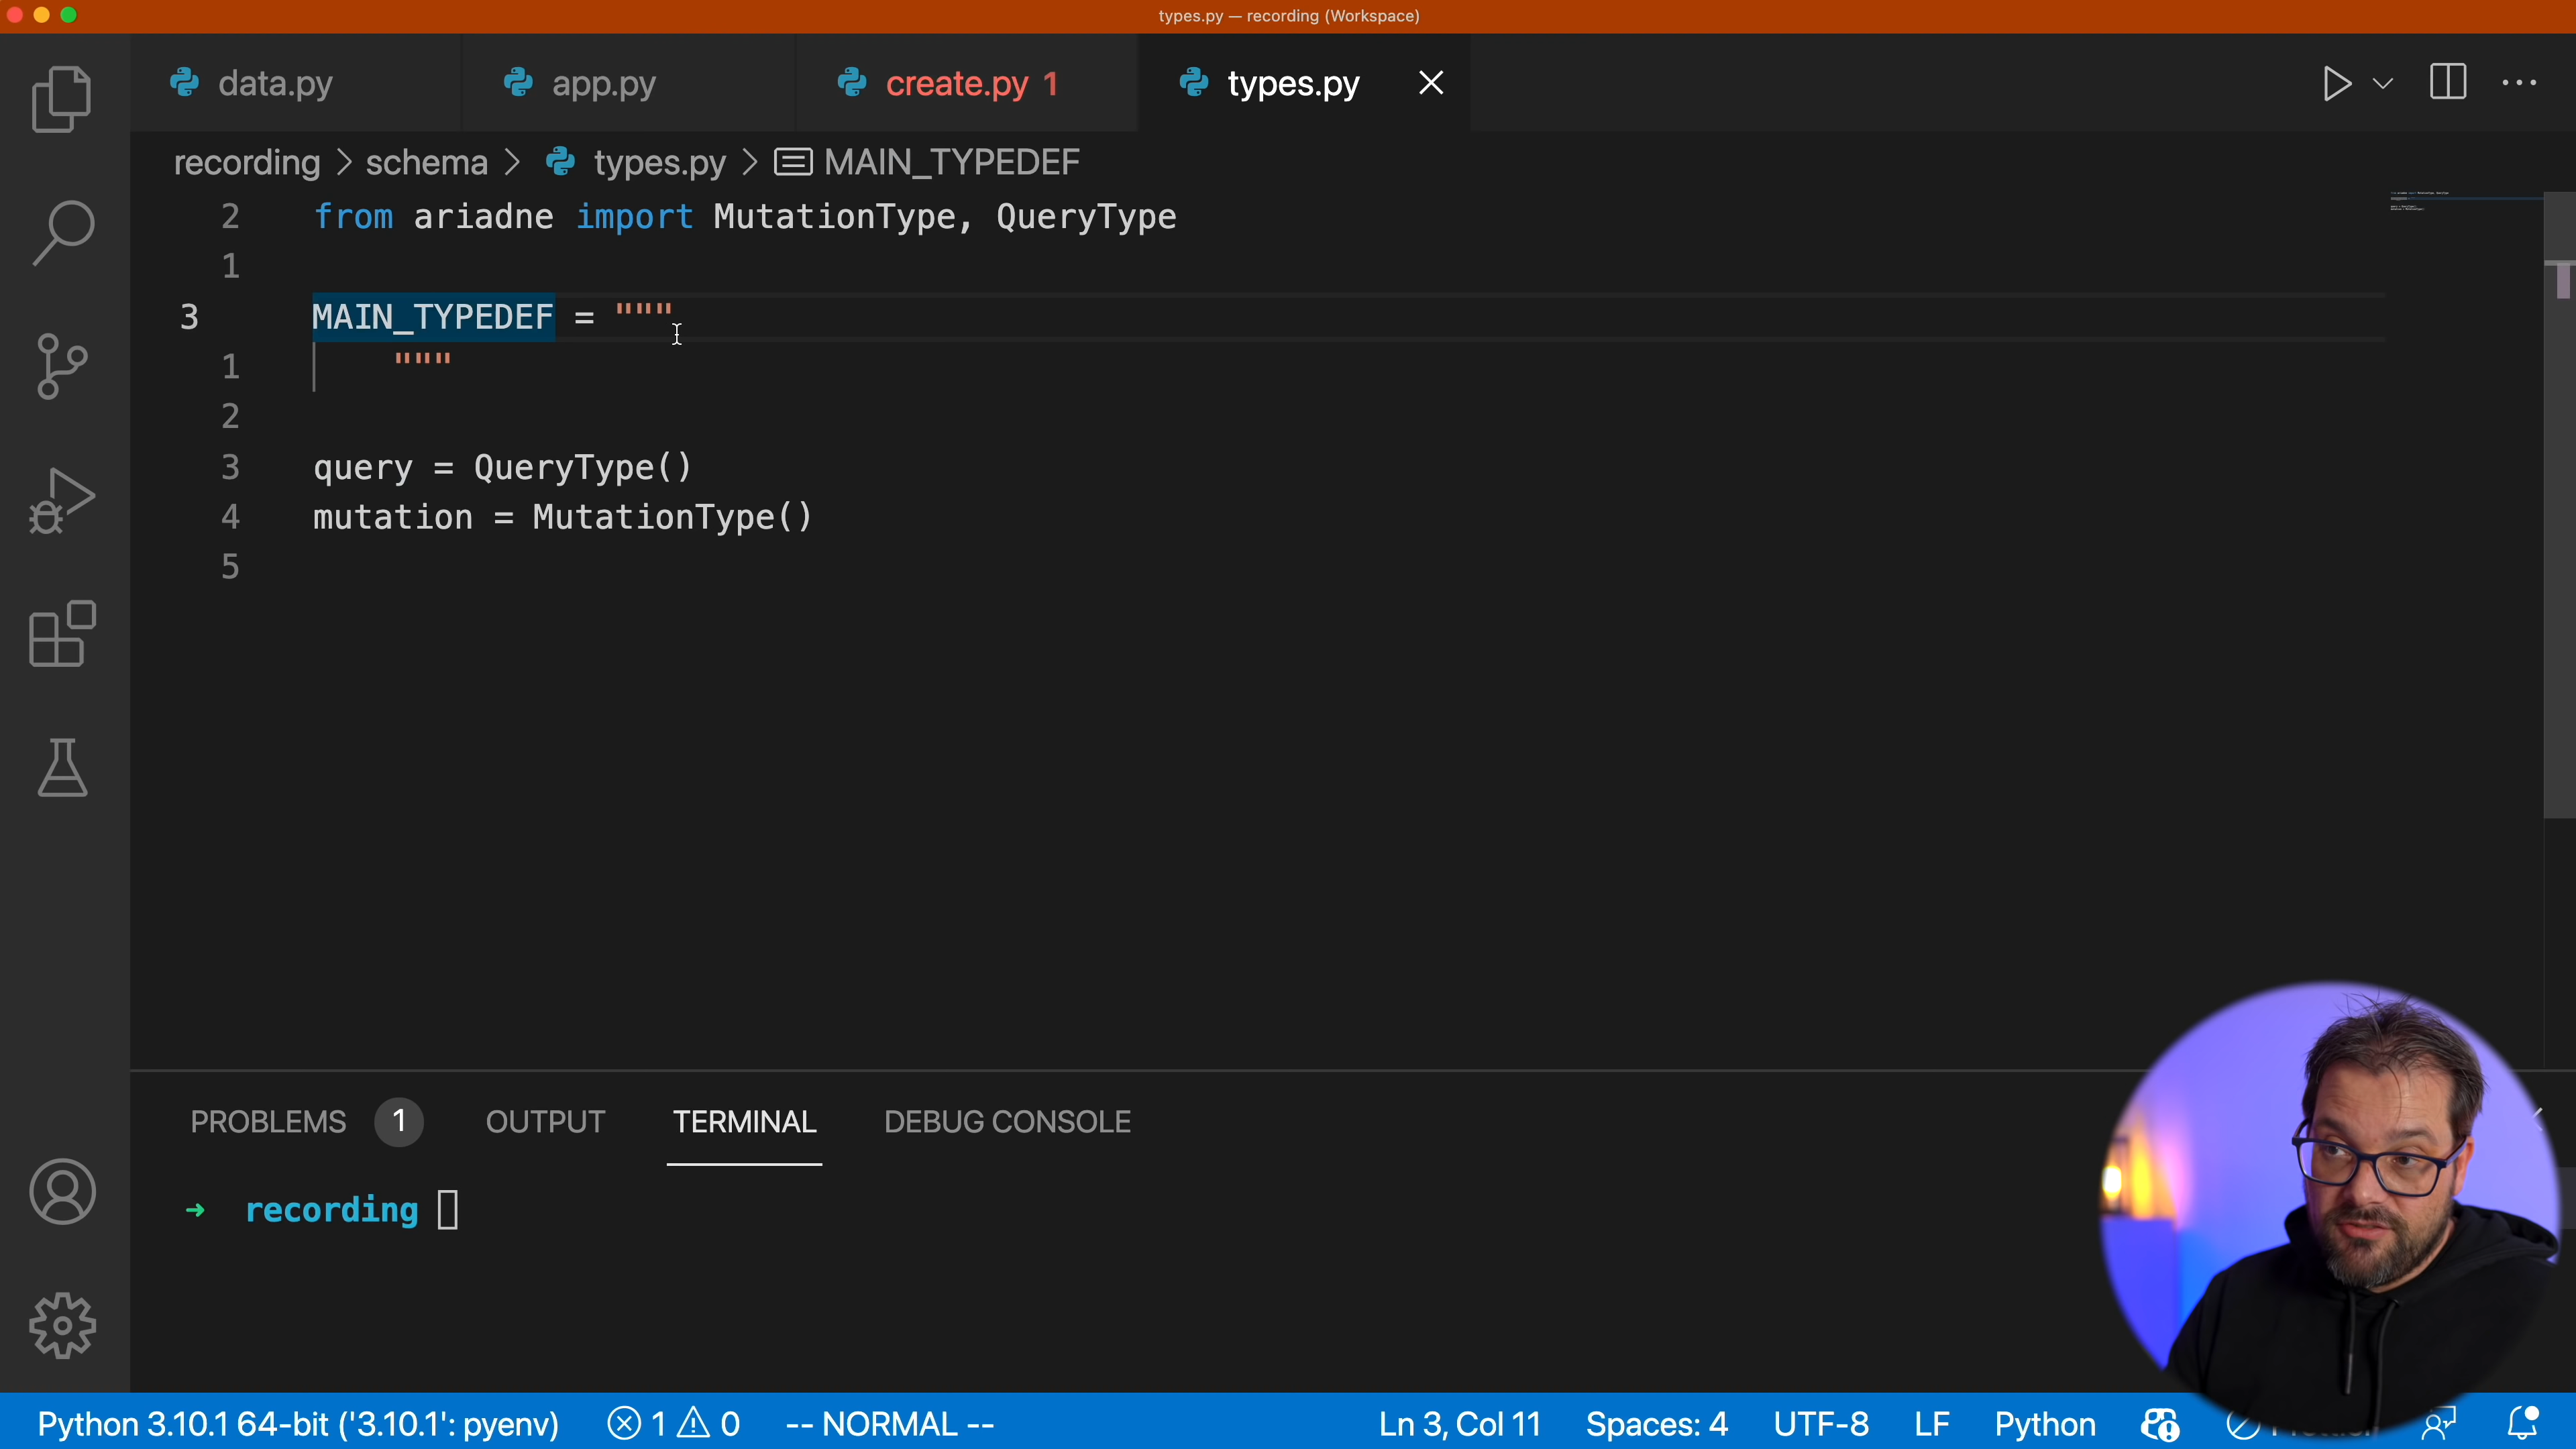 types.py — recording (Workspace)
data.py app.py create.py 1 types.py
recording > schema > types.py > MAIN_TYPEDEF
2 from ariadne import MutationType, QueryType
1
3 MAIN_TYPEDEF = """
1 """
2
3 query = QueryType()
4 mutation = MutationType()
5
PROBLEMS 1 OUTPUT TERMINAL DEBUG CONSOLE
→ recording
Python 3.10.1 64-bit ('3.10.1': pyenv) 1 0 -- NORMAL -- Ln 3, Col 11 Spaces: 4 UTF-8 LF Python